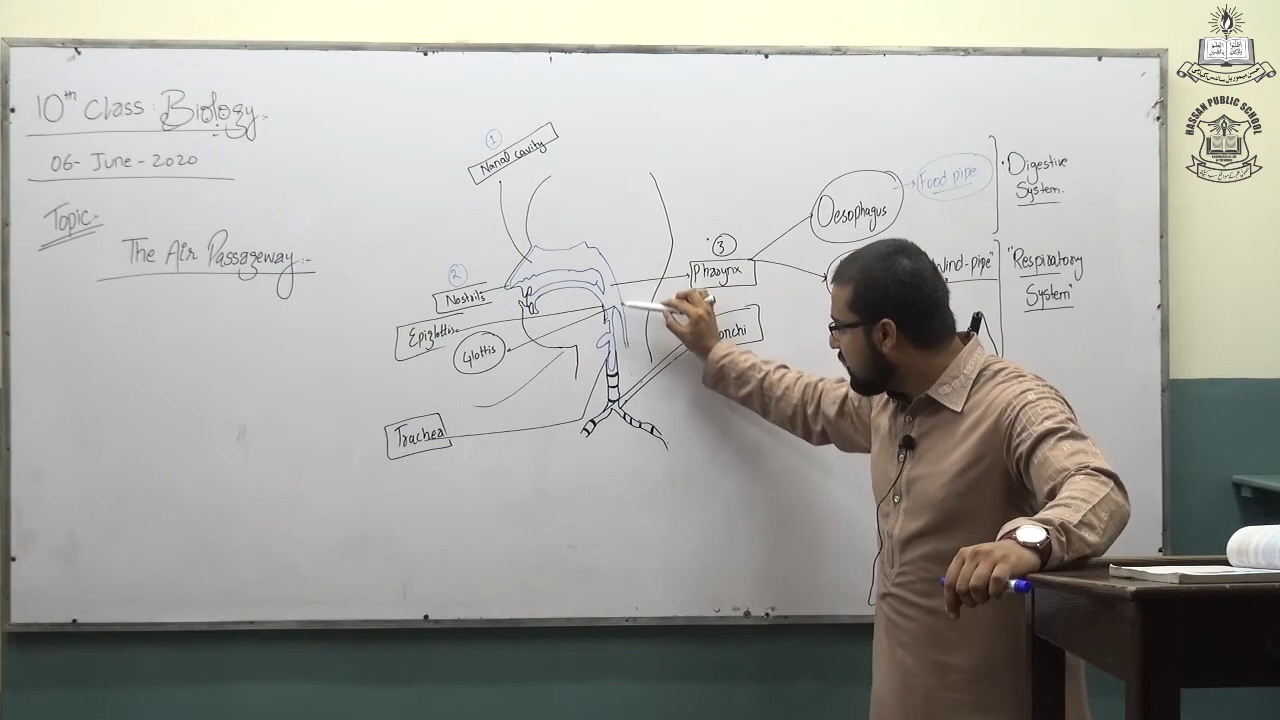 10th Class: Biology:-
06- June - 2020
Topic:-
The Air Passageway:-
1
Nanal cavity
2
Nostrils
Epiglottis
Glottis
Trachea
3
Pharynx
onchi
Oesophagus
Food pipe
Digestive
System.
Wind-pipe"
"Respiratory
System"
HASSAN PUBLIC SCHOOL